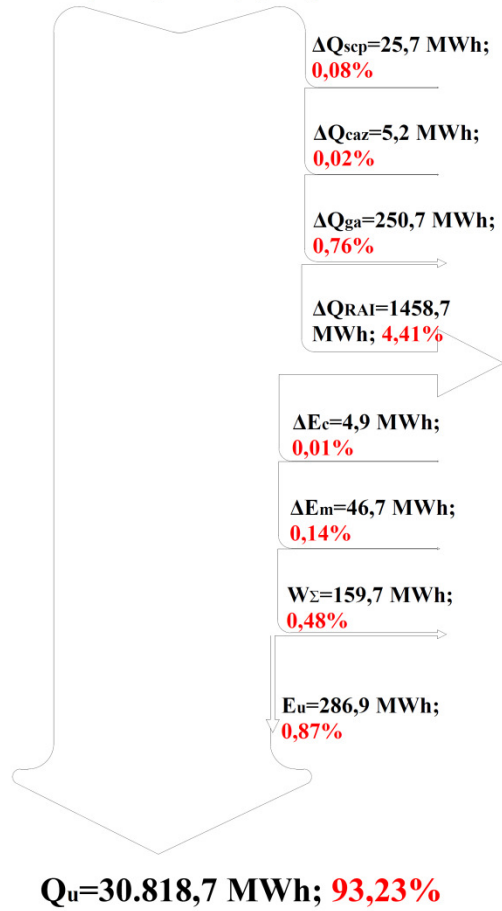 ΔQscp=25,7 MWh;
0,08%
ΔQcaz=5,2 MWh;
0,02%
ΔQga=250,7 MWh;
0,76%
ΔQRAI=1458,7
MWh; 4,41%
ΔEc=4,9 MWh;
0,01%
ΔEm=46,7 MWh;
0,14%
WΣ=159,7 MWh;
0,48%
Eu=286,9 MWh;
0,87%
Qu=30.818,7 MWh; 93,23%